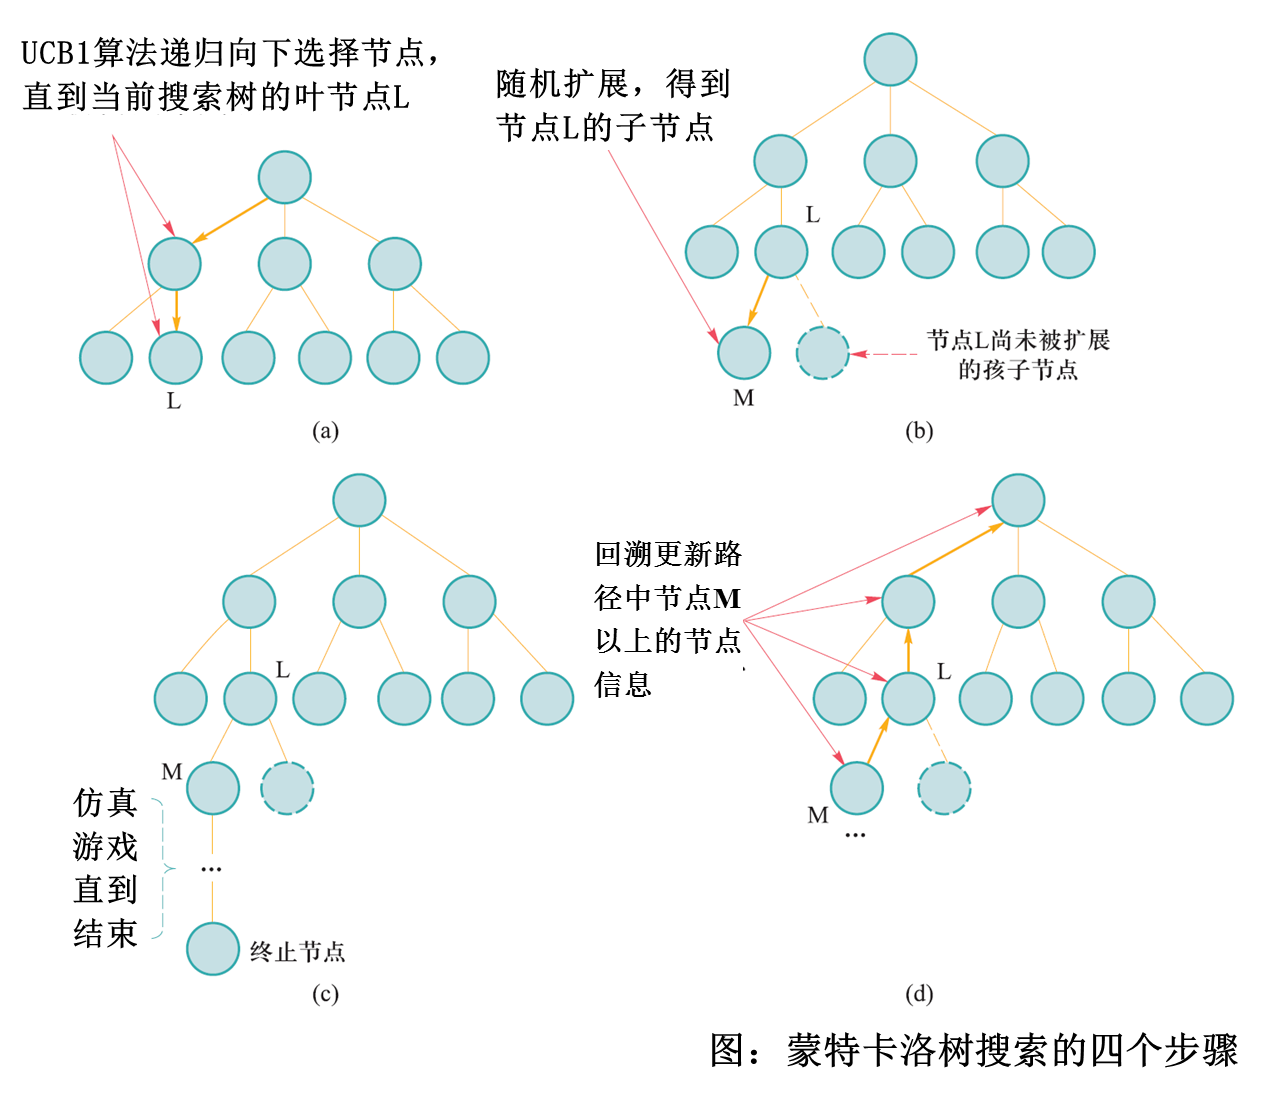 UCB1算法递归向下选择节点，
直到当前搜索树的叶节点L
L
(a)
随机扩展，得到
节点L的子节点
L
M
节点L尚未被扩展
的孩子节点
(b)
L
M
仿真
游戏
直到
结束
...
终止节点
(c)
回溯更新路
径中节点M
以上的节点
信息
L
M
...
(d)
图：蒙特卡洛树搜索的四个步骤